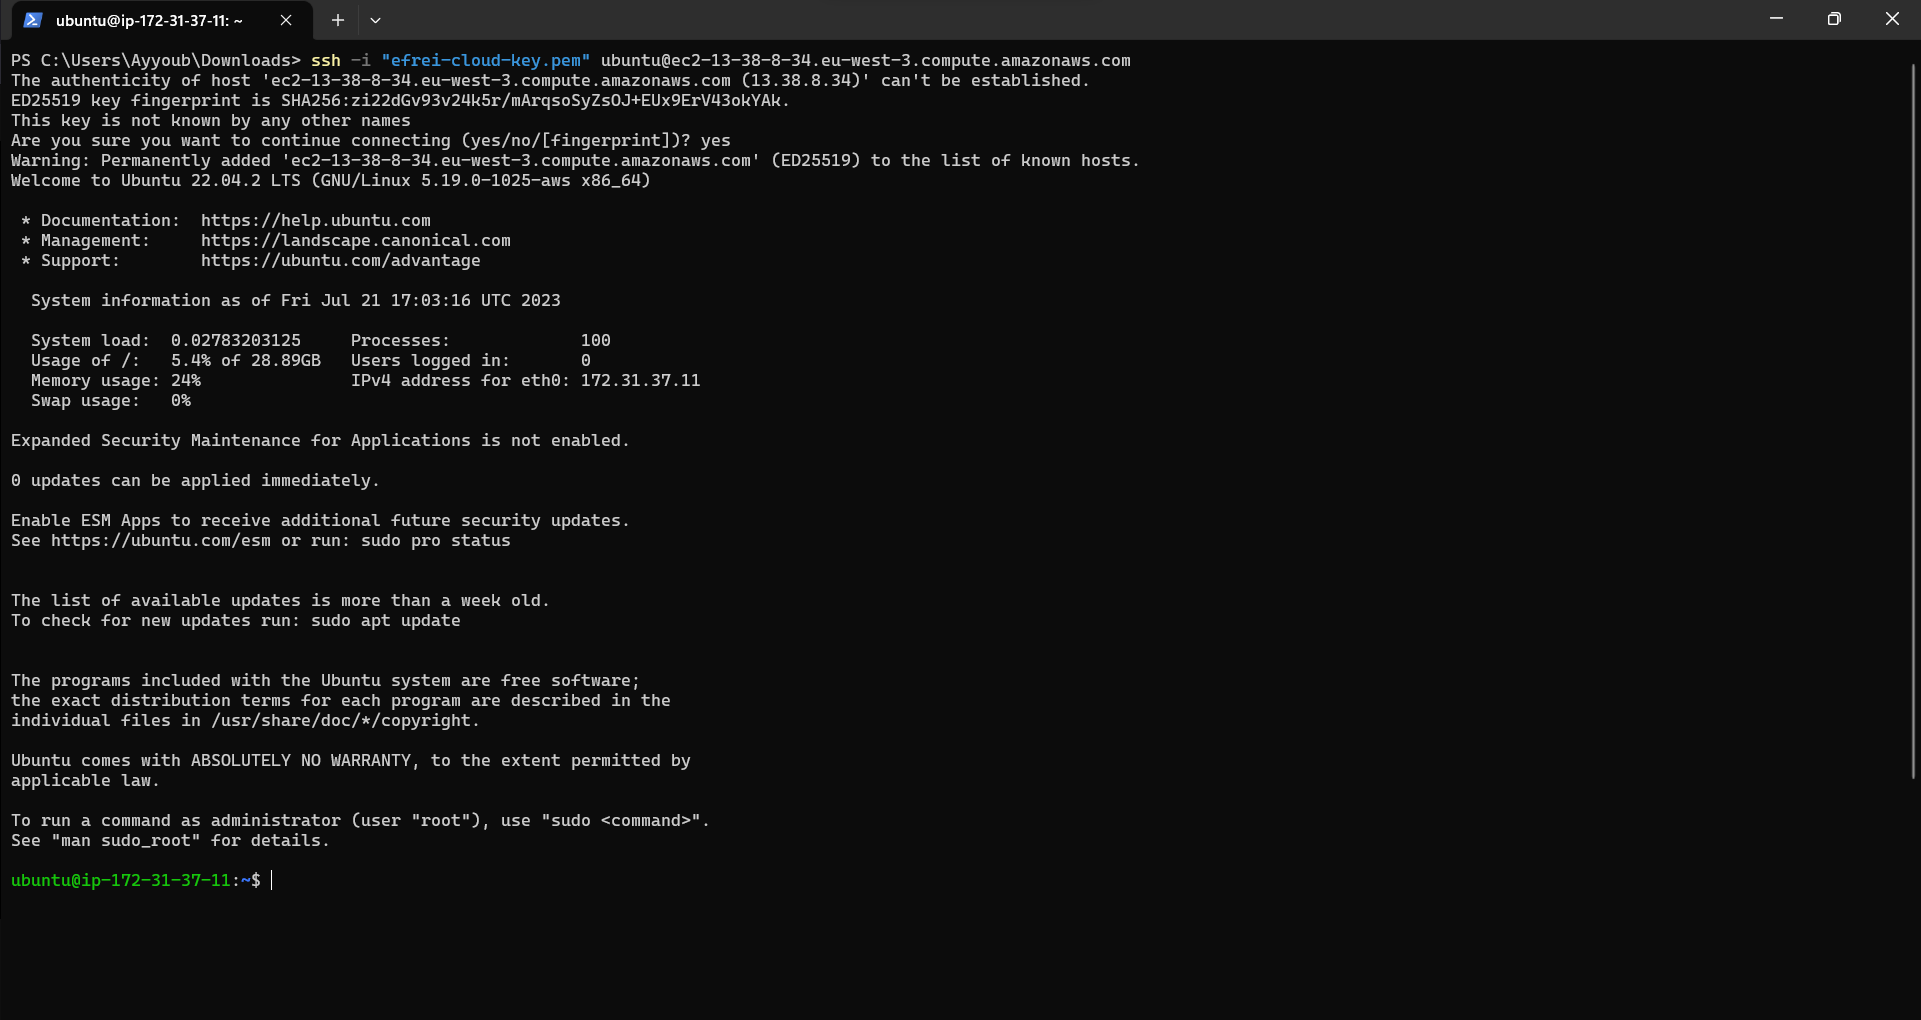 ubuntu@ip-172-31-37-11: ~
PS C:\Users\Ayyoub\Downloads> ssh -i "efrei-cloud-key.pem" ubuntu@ec2-13-38-8-34.eu-west-3.compute.amazonaws.com
The authenticity of host 'ec2-13-38-8-34.eu-west-3.compute.amazonaws.com (13.38.8.34)' can't be established.
ED25519 key fingerprint is SHA256:zi22dGv93v24k5r/mArqsoSyZsOJ+EUx9ErV43okYAk.
This key is not known by any other names
Are you sure you want to continue connecting (yes/no/[fingerprint])? yes
Warning: Permanently added 'ec2-13-38-8-34.eu-west-3.compute.amazonaws.com' (ED25519) to the list of known hosts.
Welcome to Ubuntu 22.04.2 LTS (GNU/Linux 5.19.0-1025-aws x86_64)
* Documentation:  https://help.ubuntu.com
* Management:     https://landscape.canonical.com
* Support:        https://ubuntu.com/advantage
System information as of Fri Jul 21 17:03:16 UTC 2023
System load:  0.02783203125     Processes:             100
Usage of /:   5.4% of 28.89GB   Users logged in:       0
Memory usage: 24%               IPv4 address for eth0: 172.31.37.11
Swap usage:   0%
Expanded Security Maintenance for Applications is not enabled.
0 updates can be applied immediately.
Enable ESM Apps to receive additional future security updates.
See https://ubuntu.com/esm or run: sudo pro status
The list of available updates is more than a week old.
To check for new updates run: sudo apt update
The programs included with the Ubuntu system are free software;
the exact distribution terms for each program are described in the
individual files in /usr/share/doc/*/copyright.
Ubuntu comes with ABSOLUTELY NO WARRANTY, to the extent permitted by
applicable law.
To run a command as administrator (user "root"), use "sudo <command>".
See "man sudo_root" for details.
ubuntu@ip-172-31-37-11:~$